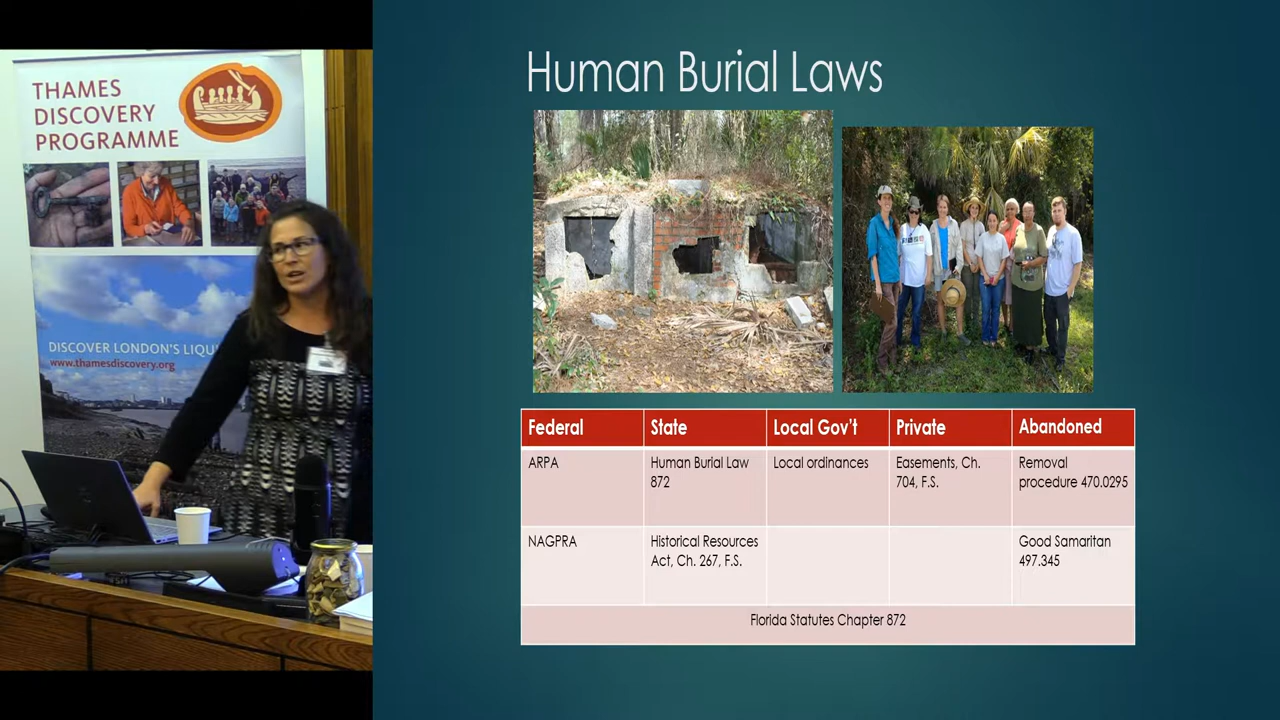 THAMES
DISCOVERY
PROGRAMME
DISCOVER LONDON'S LIQU
www.thamesdiscovery.org
Human Burial Laws
Federal State Local Gov't Private Abandoned
ARPA Human Burial Law 872 Local ordinances Easements, Ch. 704, F.S. Removal procedure 470.0295
NAGPRA Historical Resources Act, Ch. 267, F.S. Good Samaritan 497.345
Florida Statutes Chapter 872